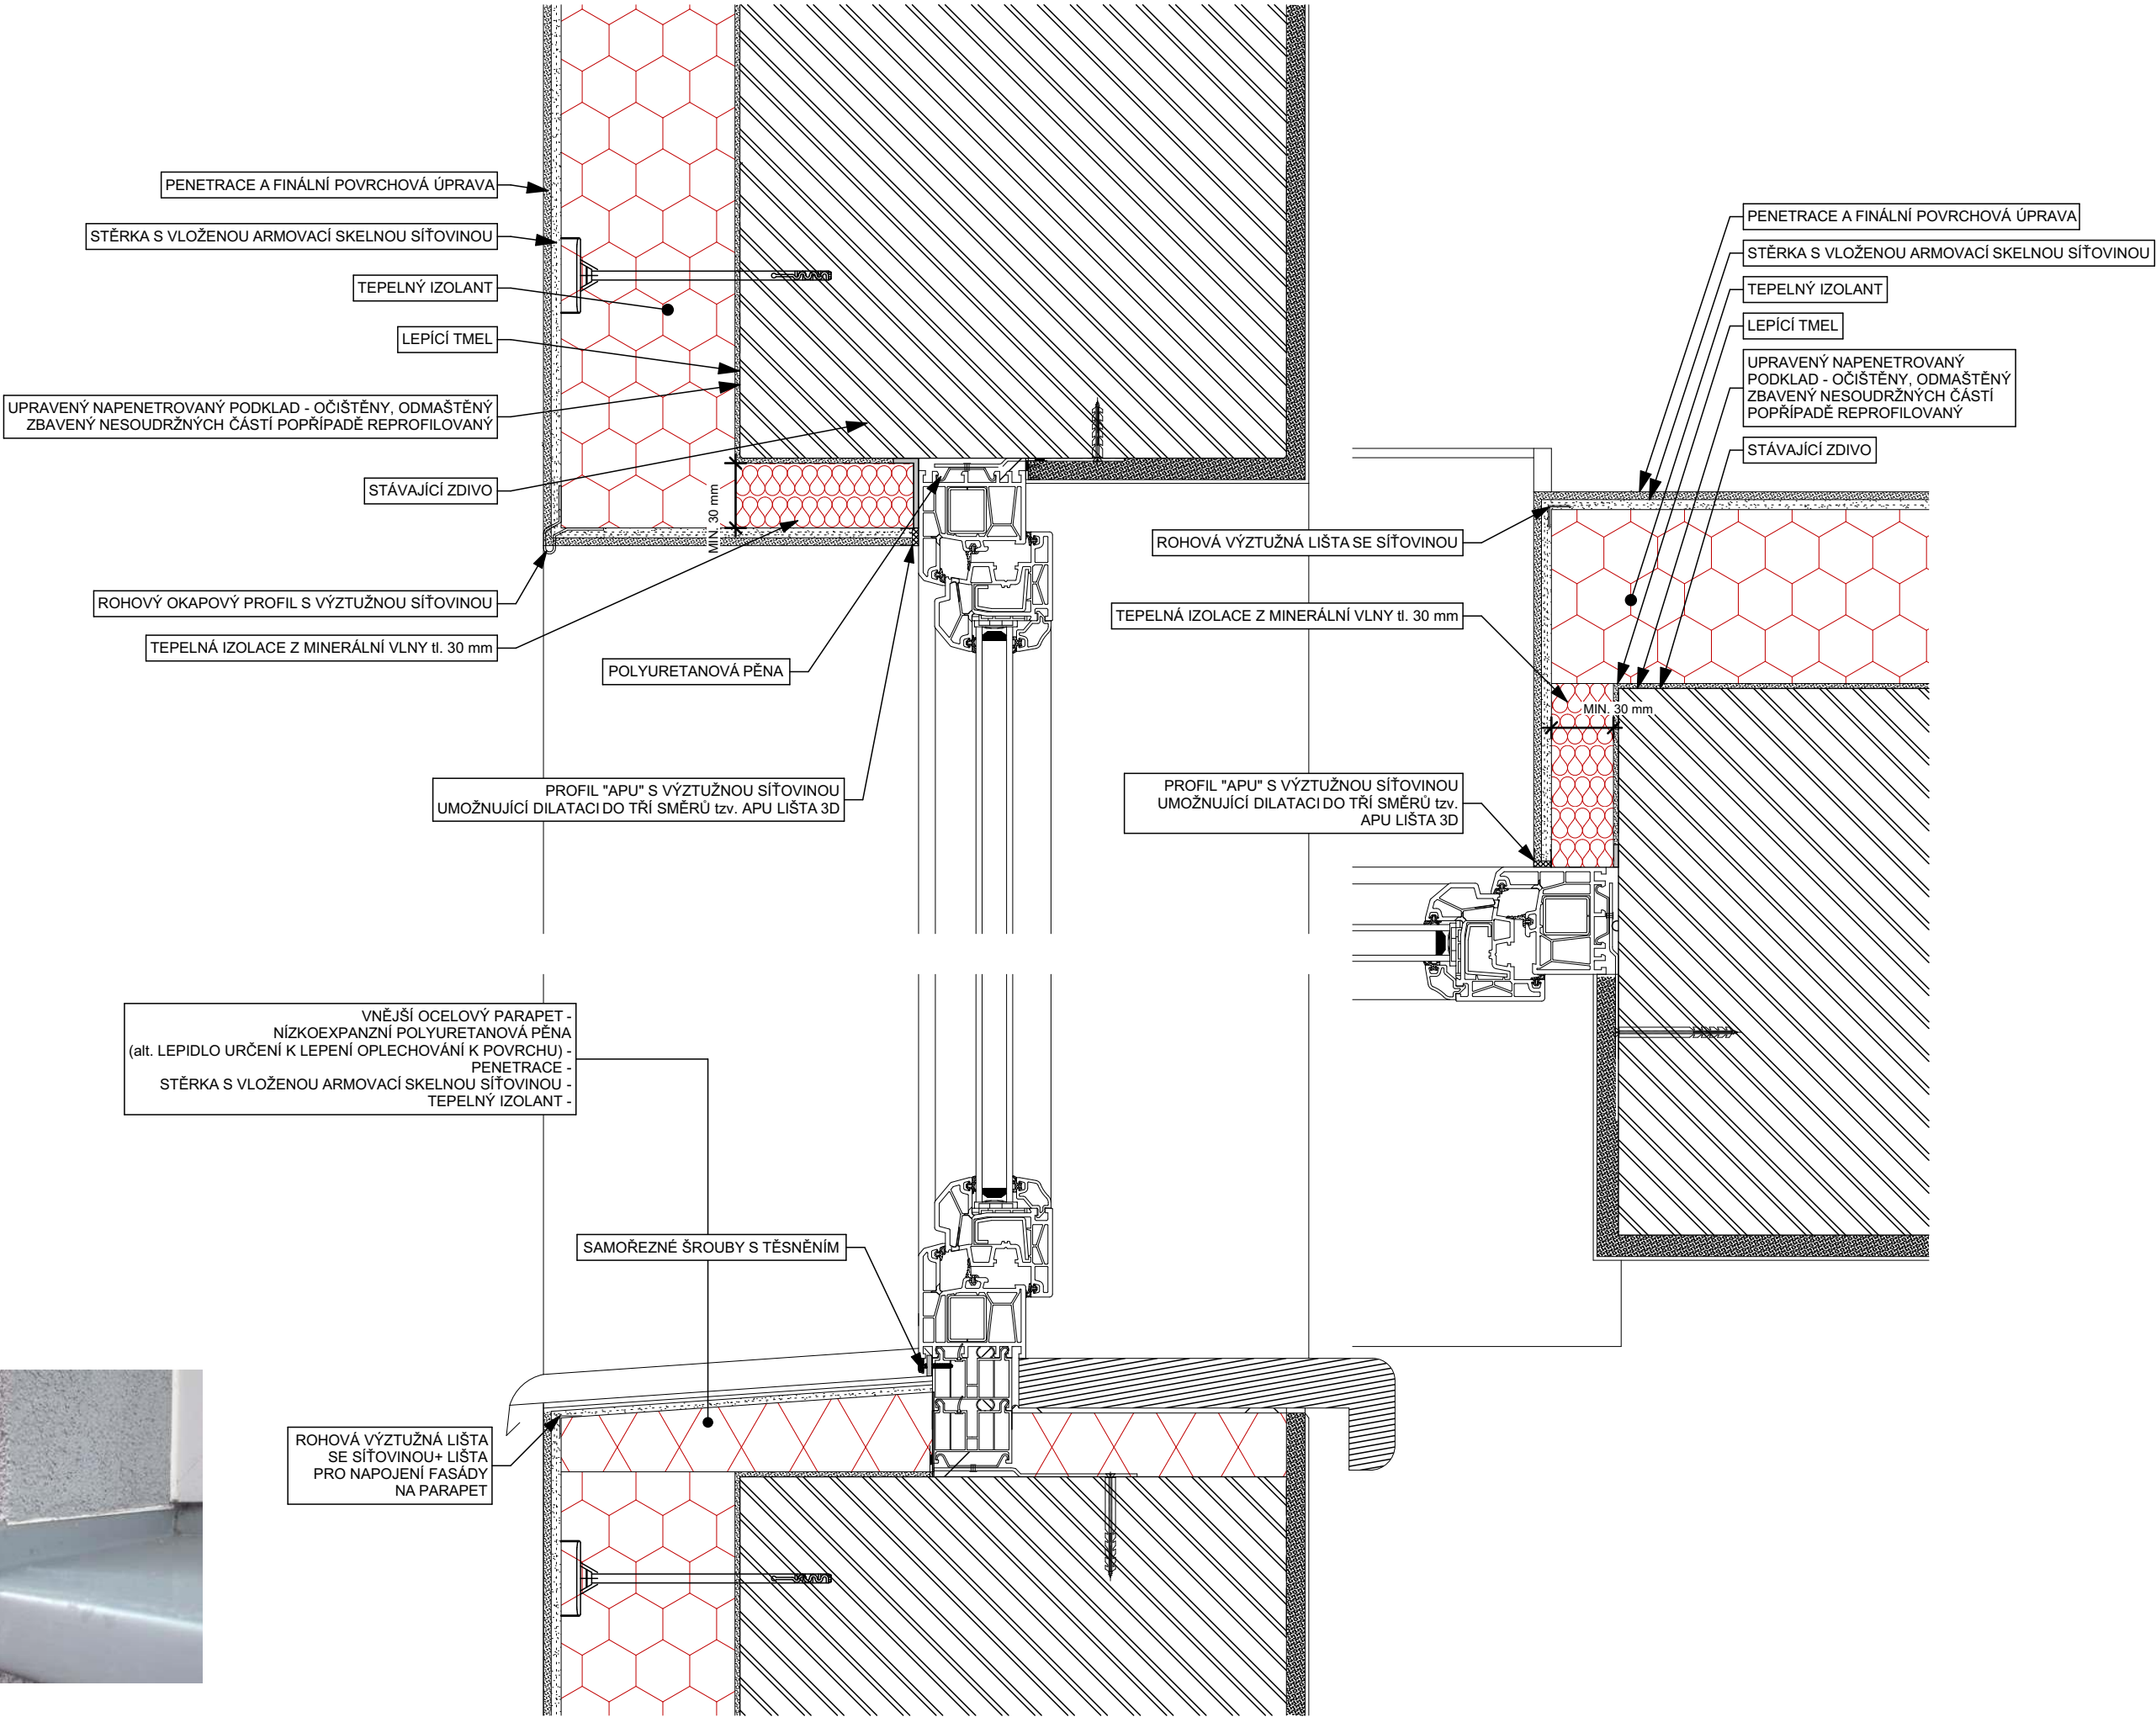 PENETRACE A FINÁLNÍ POVRCHOVÁ ÚPRAVA
STĚRKA S VLOŽENOU ARMOVACÍ SKELNOU SÍŤOVINOU
TEPELNÝ IZOLANT
LEPÍCÍ TMEL
UPRAVENÝ NAPENETROVANÝ PODKLAD - OČIŠTĚNY, ODMAŠTĚNÝ
ZBAVENÝ NESOUDRŽNÝCH ČÁSTÍ POPŘÍPADĚ REPROFILOVANÝ
STÁVAJÍCÍ ZDIVO
MIN. 30 mm
ROHOVÝ OKAPOVÝ PROFIL S VÝZTUŽNOU SÍŤOVINOU
TEPELNÁ IZOLACE Z MINERÁLNÍ VLNY tl. 30 mm
POLYURETANOVÁ PĚNA
PROFIL "APU" S VÝZTUŽNOU SÍŤOVINOU
UMOŽNUJÍCÍ DILATACI DO TŘÍ SMĚRŮ tzv. APU LIŠTA 3D
PENETRACE A FINÁLNÍ POVRCHOVÁ ÚPRAVA
STĚRKA S VLOŽENOU ARMOVACÍ SKELNOU SÍŤOVINOU
TEPELNÝ IZOLANT
LEPÍCÍ TMEL
UPRAVENÝ NAPENETROVANÝ
PODKLAD - OČIŠTĚNY, ODMAŠTĚNÝ
ZBAVENÝ NESOUDRŽNÝCH ČÁSTÍ
POPŘÍPADĚ REPROFILOVANÝ
STÁVAJÍCÍ ZDIVO
ROHOVÁ VÝZTUŽNÁ LIŠTA SE SÍŤOVINOU
TEPELNÁ IZOLACE Z MINERÁLNÍ VLNY tl. 30 mm
MIN. 30 mm
PROFIL "APU" S VÝZTUŽNOU SÍŤOVINOU
UMOŽNUJÍCÍ DILATACI DO TŘÍ SMĚRŮ tzv.
APU LIŠTA 3D
VNĚJŠÍ OCELOVÝ PARAPET -
NÍZKOEXPANZNÍ POLYURETANOVÁ PĚNA
(alt. LEPIDLO URČENÍ K LEPENÍ OPLECHOVÁNÍ K POVRCHU) -
PENETRACE -
STĚRKA S VLOŽENOU ARMOVACÍ SKELNOU SÍŤOVINOU -
TEPELNÝ IZOLANT -
SAMOŘEZNÉ ŠROUBY S TĚSNĚNÍM
ROHOVÁ VÝZTUŽNÁ LIŠTA
SE SÍŤOVINOU+ LIŠTA
PRO NAPOJENÍ FASÁDY
NA PARAPET